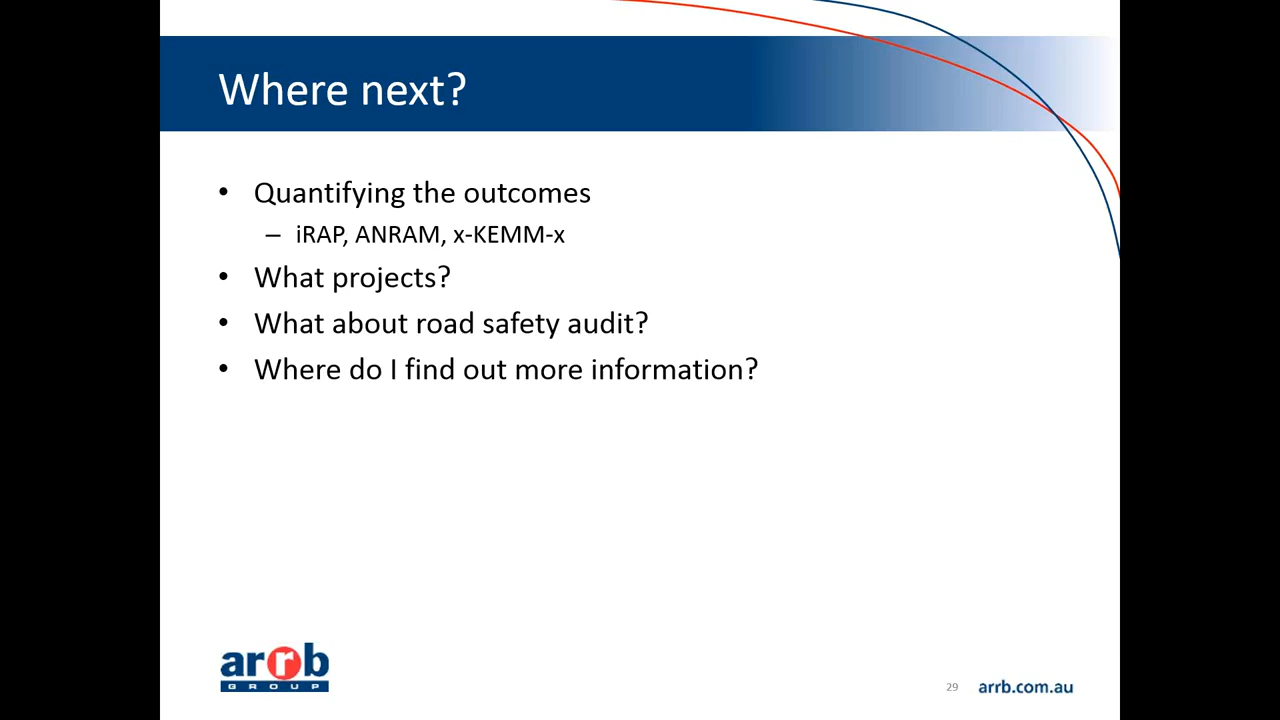 Where next?
• Quantifying the outcomes
– iRAP, ANRAM, x-KEMM-x
• What projects?
• What about road safety audit?
• Where do I find out more information?
arrb
GROUP
29 arrb.com.au